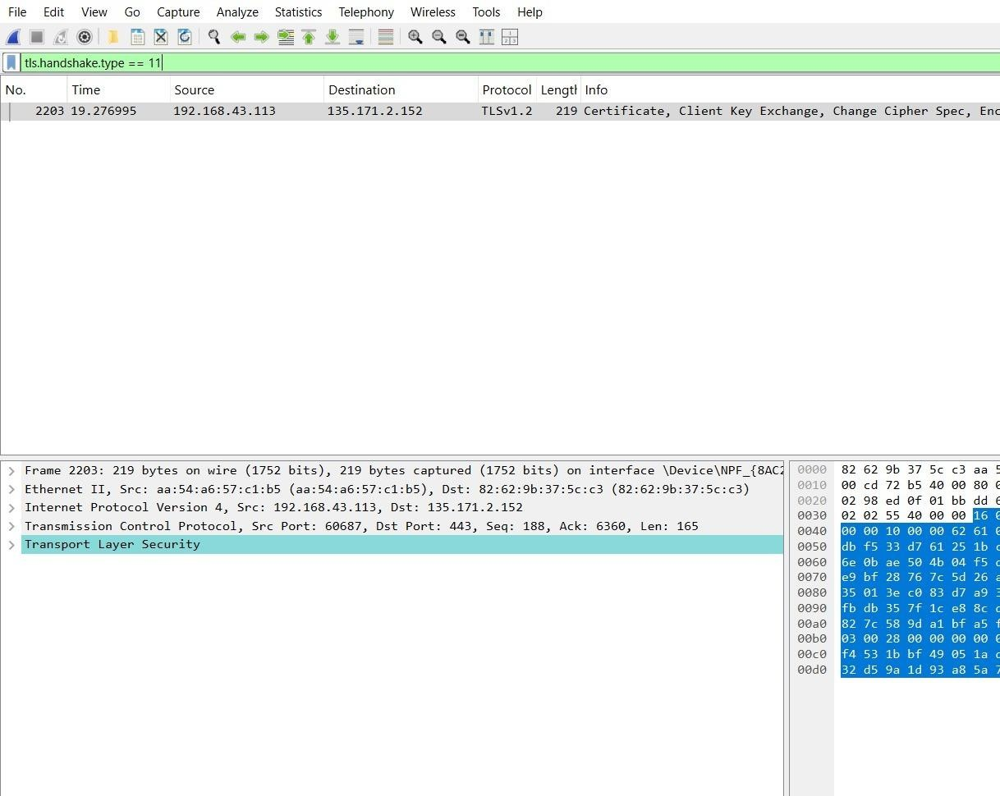 File Edit View Go Capture Analyze Statistics Telephony Wireless Tools Help
tls.handshake.type == 11
No. Time Source Destination Protocol Length Info
2203 19.276995 192.168.43.113 135.171.2.152 TLSv1.2 219 Certificate, Client Key Exchange, Change Cipher Spec, Enc
Frame 2203: 219 bytes on wire (1752 bits), 219 bytes captured (1752 bits) on interface \Device\NPF_{8AC2
Ethernet II, Src: aa:54:a6:57:c1:b5 (aa:54:a6:57:c1:b5), Dst: 82:62:9b:37:5c:c3 (82:62:9b:37:5c:c3)
Internet Protocol Version 4, Src: 192.168.43.113, Dst: 135.171.2.152
Transmission Control Protocol, Src Port: 60687, Dst Port: 443, Seq: 188, Ack: 6360, Len: 165
Transport Layer Security
0000 82 62 9b 37 5c c3 aa
0010 00 cd 72 b5 40 00 80
0020 02 98 ed 0f 01 bb dd
0030 02 02 55 40 00 00 16
0040 00 00 10 00 00 62 61
0050 db f5 33 d7 61 25 1b
0060 6e 0b ae 50 4b 04 f5
0070 e9 bf 28 76 7c 5d 26
0080 35 01 3e c0 83 d7 a9
0090 fb db 35 7f 1c e8 8c
00a0 82 7c 58 9d a1 bf a5
00b0 03 00 28 00 00 00 00
00c0 f4 53 1b bf 49 05 1a
00d0 32 d5 9a 1d 93 a8 5a